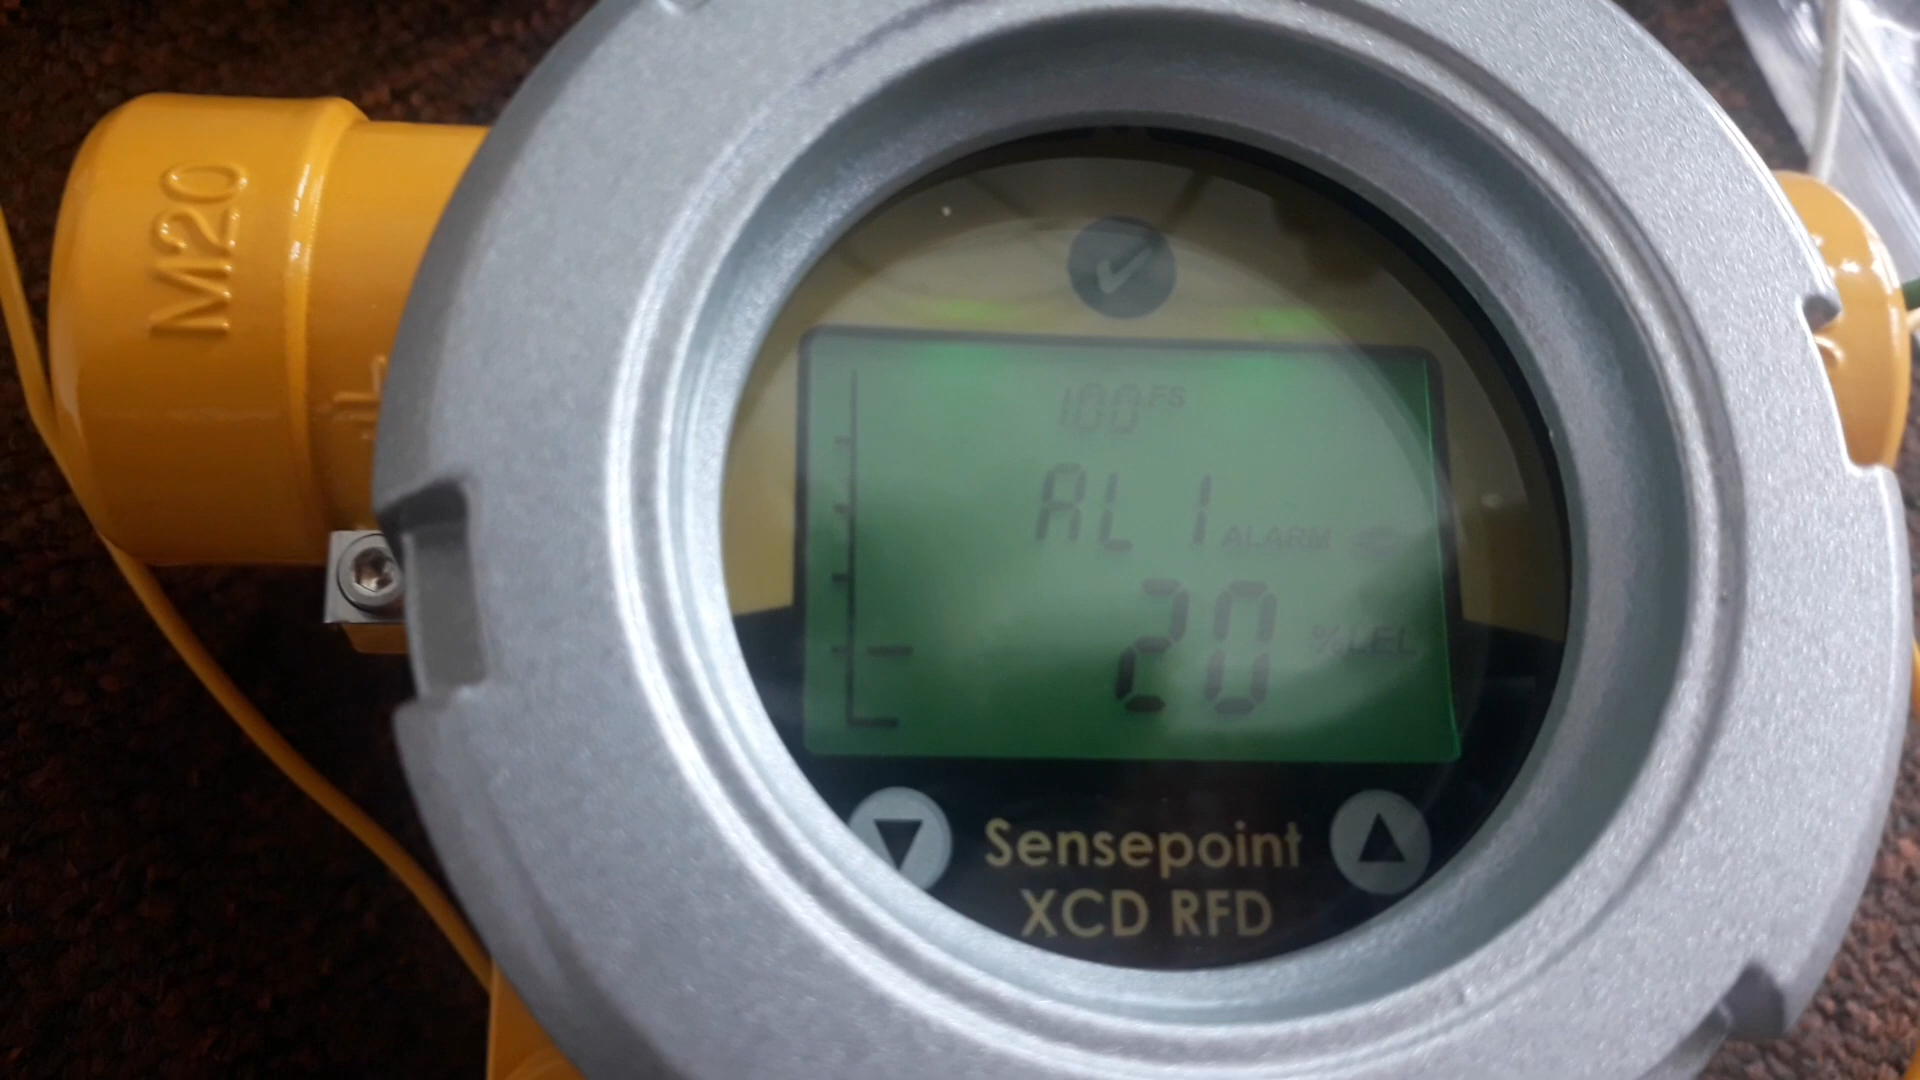 M20
100 FS
AL 1 ALARM
20 %LEL
Sensepoint
XCD RFD